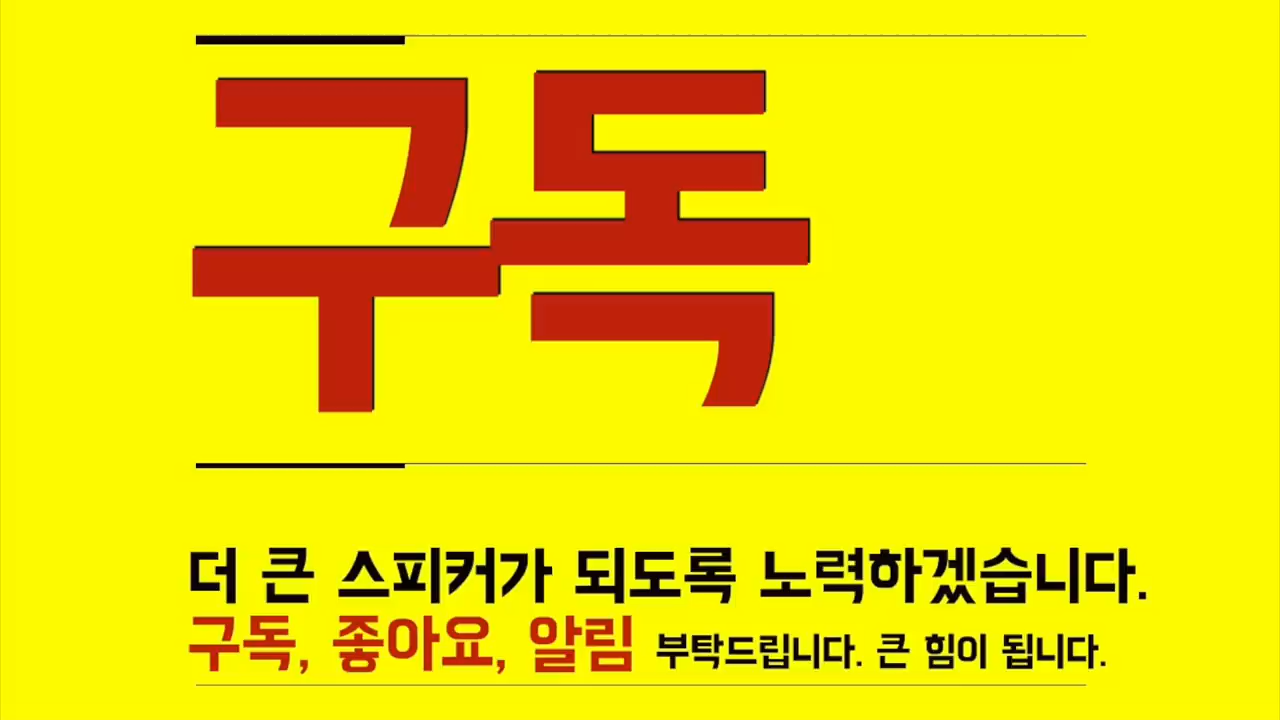 구독
더 큰 스피커가 되도록 노력하겠습니다.
구독, 좋아요, 알림 부탁드립니다. 큰 힘이 됩니다.